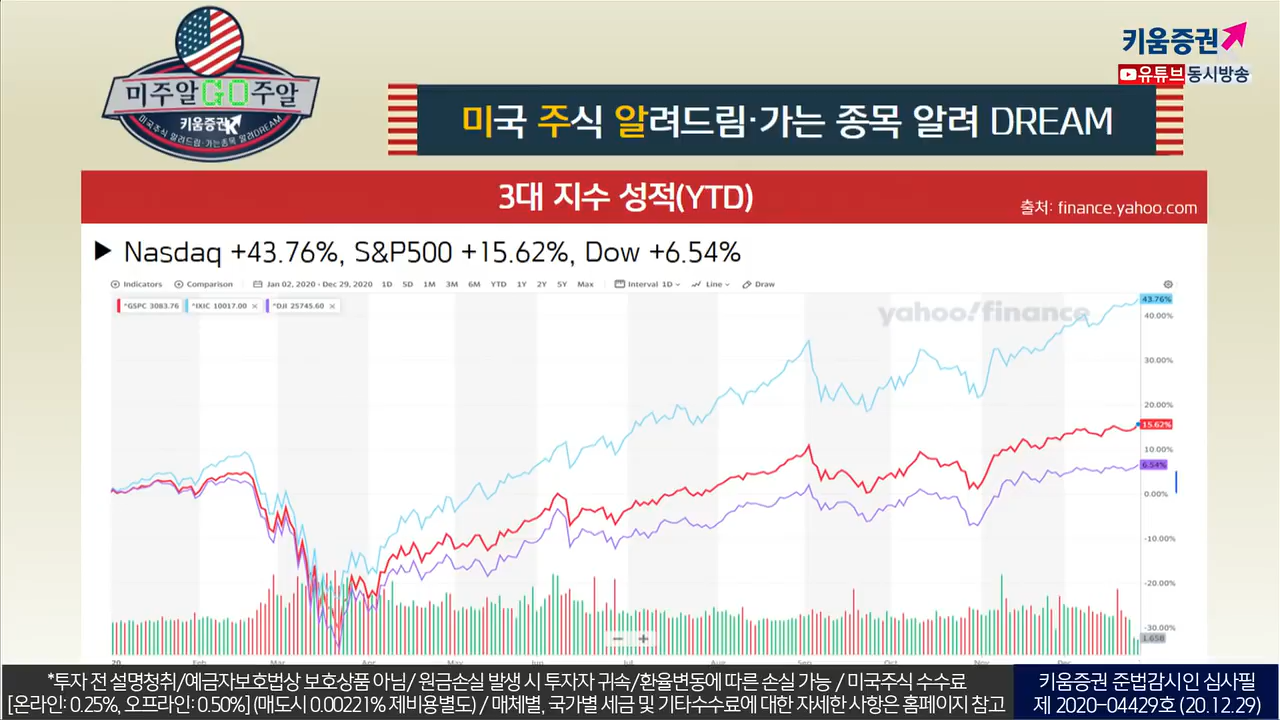 미주알GO주알
키움증권
미국주식 알려드림·가는종목 알려DREAM
키움증권
유튜브동시방송
미국 주식 알려드림·가는 종목 알려 DREAM
3대 지수 성적(YTD)
출처: finance.yahoo.com
▶ Nasdaq +43.76%, S&P500 +15.62%, Dow +6.54%
Indicators Comparison Jan 02, 2020 - Dec 29, 2020 1D 5D 1M 3M 6M YTD 1Y 2Y 5Y Max Interval 1D Line Draw
^GSPC 3083.76 ^IXIC 10017.00 × ^DJI 25745.60 ×
yahoo!finance
43.76%
40.00%
30.00%
20.00%
15.62%
10.00%
6.54%
0.00%
-10.00%
-20.00%
-30.00%
1.65B
20 Feb Mar Apr May Jun Jul Aug Sep Oct Nov Dec
*투자 전 설명청취/예금자보호법상 보호상품 아님/ 원금손실 발생 시 투자자 귀속/환율변동에 따른 손실 가능 / 미국주식 수수료
[온라인: 0.25%, 오프라인: 0.50%] (매도시 0.00221% 제비용별도) / 매체별, 국가별 세금 및 기타수수료에 대한 자세한 사항은 홈페이지 참고
키움증권 준법감시인 심사필
제 2020-04429호 (20.12.29)